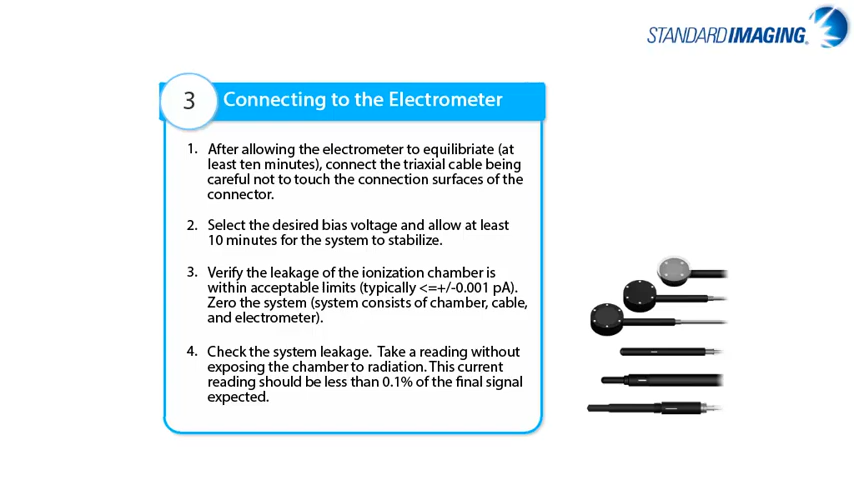 STANDARD IMAGING
3 Connecting to the Electrometer
1. After allowing the electrometer to equilibriate (at
least ten minutes), connect the triaxial cable being
careful not to touch the connection surfaces of the
connector.
2. Select the desired bias voltage and allow at least
10 minutes for the system to stabilize.
3. Verify the leakage of the ionization chamber is
within acceptable limits (typically <=+/-0.001 pA).
Zero the system (system consists of chamber, cable,
and electrometer).
4. Check the system leakage. Take a reading without
exposing the chamber to radiation. This current
reading should be less than 0.1% of the final signal
expected.